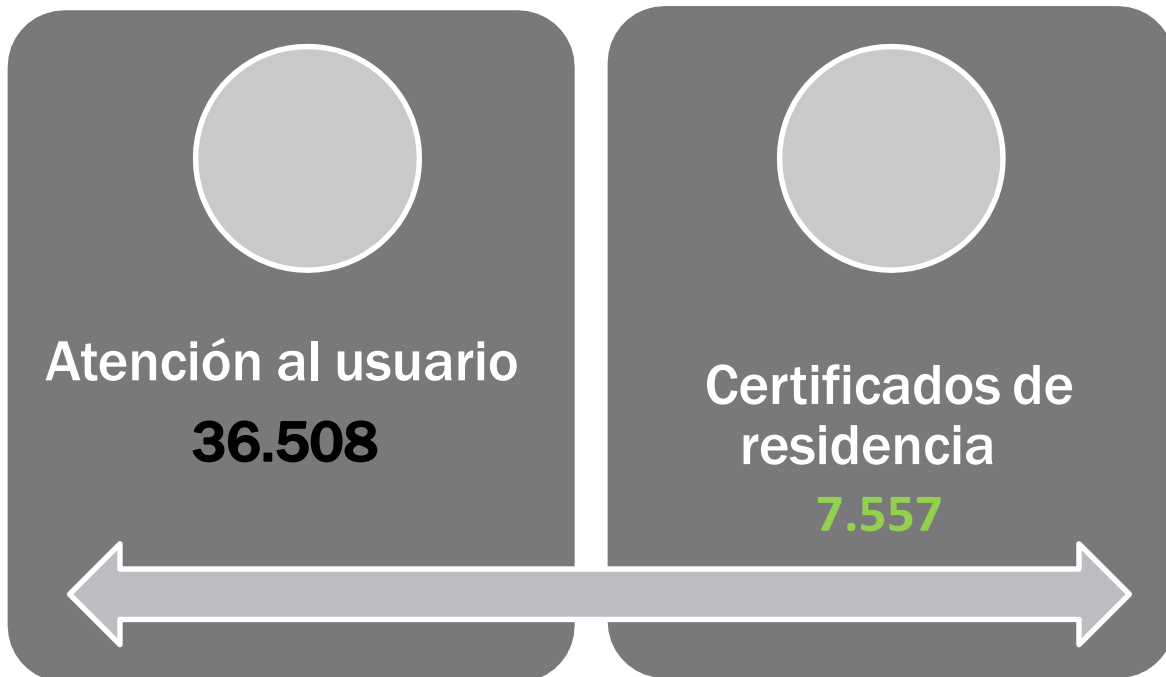 Atención al usuario
36.508
Certificados de
residencia
7.557